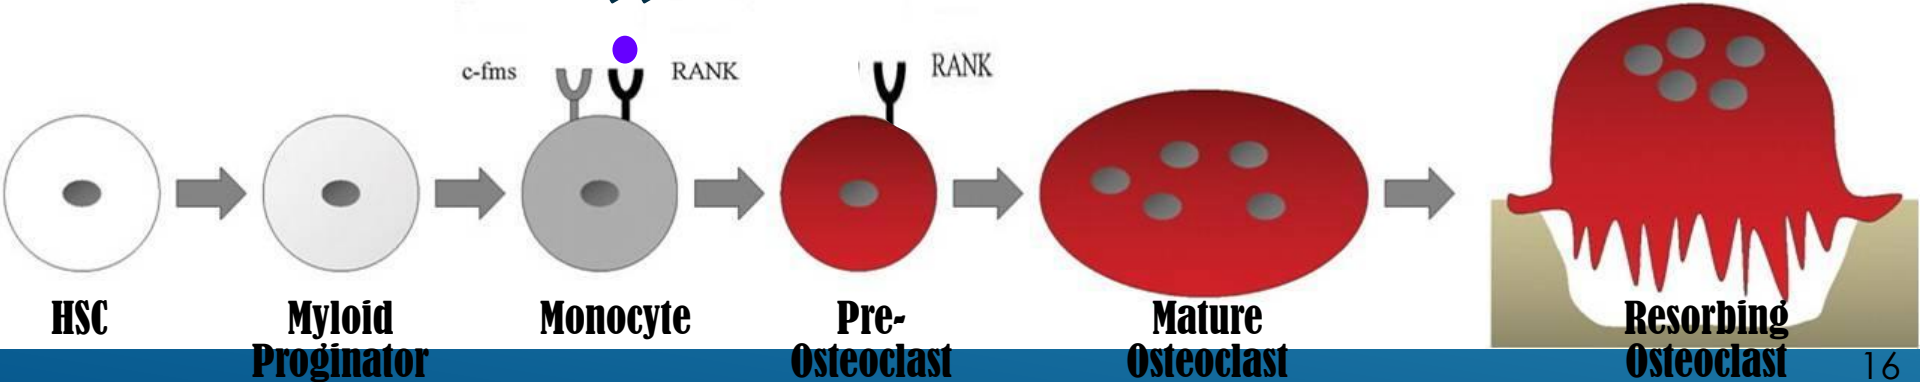 c-fms
RANK
RANK
HSC
Myloid
Proginator
Monocyte
Pre-
Osteoclast
Mature
Osteoclast
Resorbing
Osteoclast
16